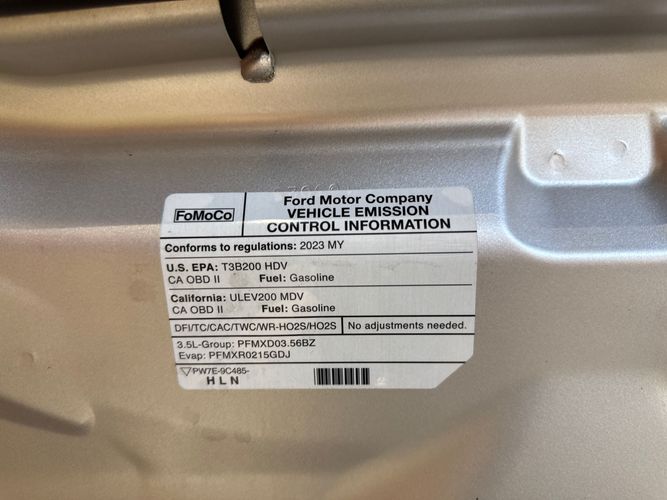 FoMoCo
Ford Motor Company
VEHICLE EMISSION
CONTROL INFORMATION
Conforms to regulations: 2023 MY
U.S. EPA: T3B200 HDV
CA OBD II Fuel: Gasoline
California: ULEV200 MDV
CA OBD II Fuel: Gasoline
DFI/TC/CAC/TWC/WR-HO2S/HO2S No adjustments needed.
3.5L-Group: PFMXD03.56BZ
Evap: PFMXR0215GDJ
PW7E-9C485-
HLN